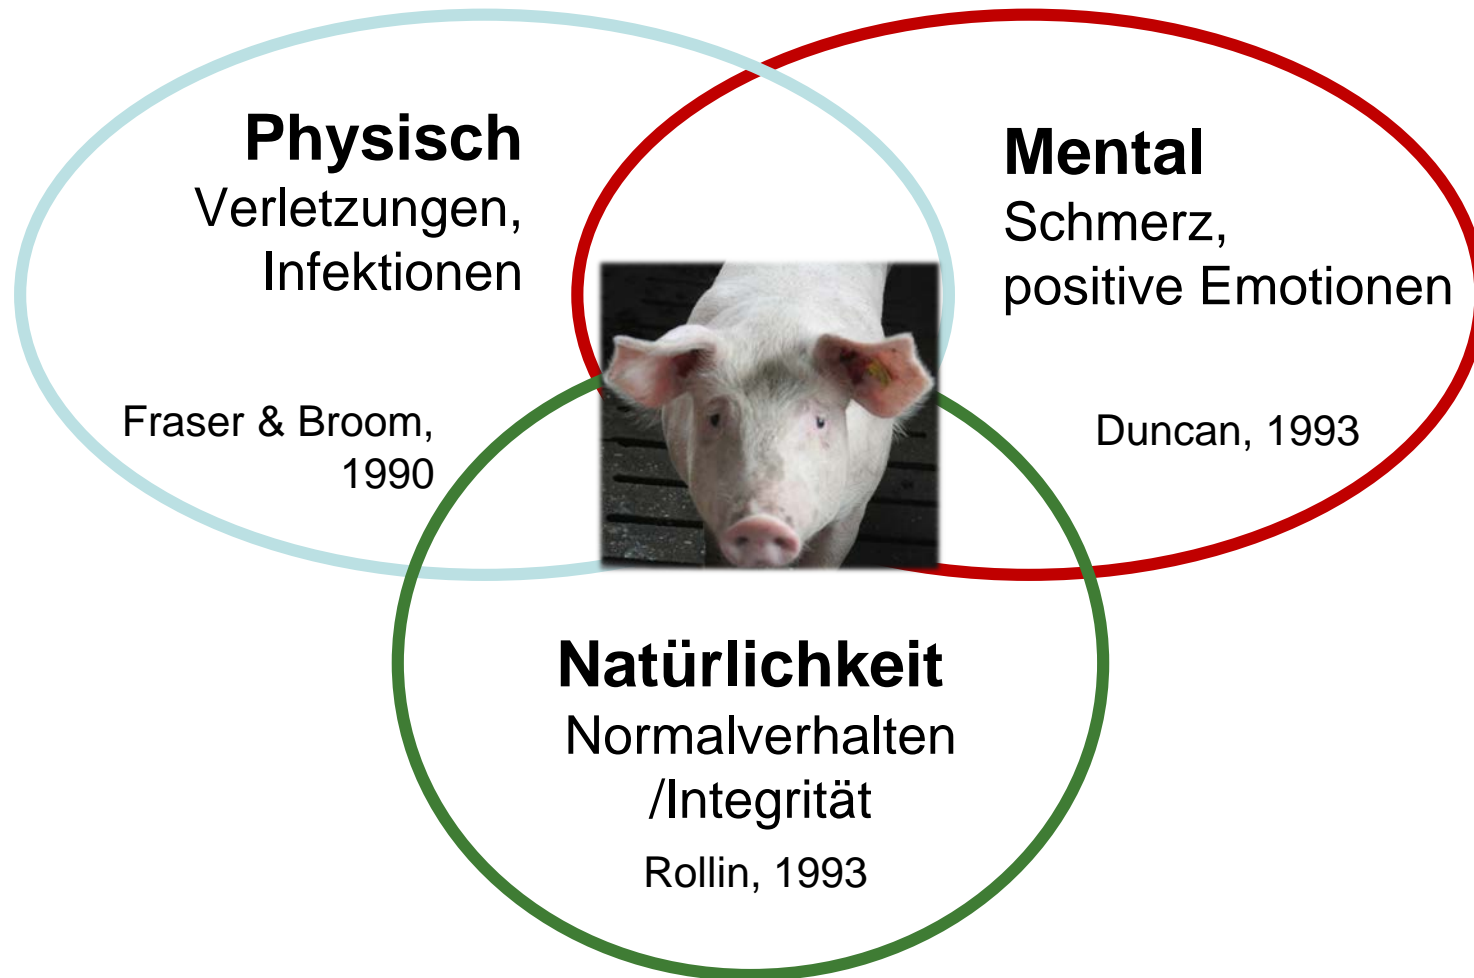 Physisch
Verletzungen,
Infektionen
Fraser & Broom,
1990
Mental
Schmerz,
positive Emotionen
Duncan, 1993
Natürlichkeit
Normalverhalten
/Integrität
Rollin, 1993